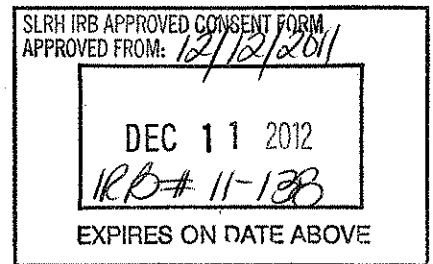 SLRH IRB APPROVED CONSENT FORM
APPROVED FROM: 12/12/2011
DEC 11 2012
IRB# 11-138
EXPIRES ON DATE ABOVE